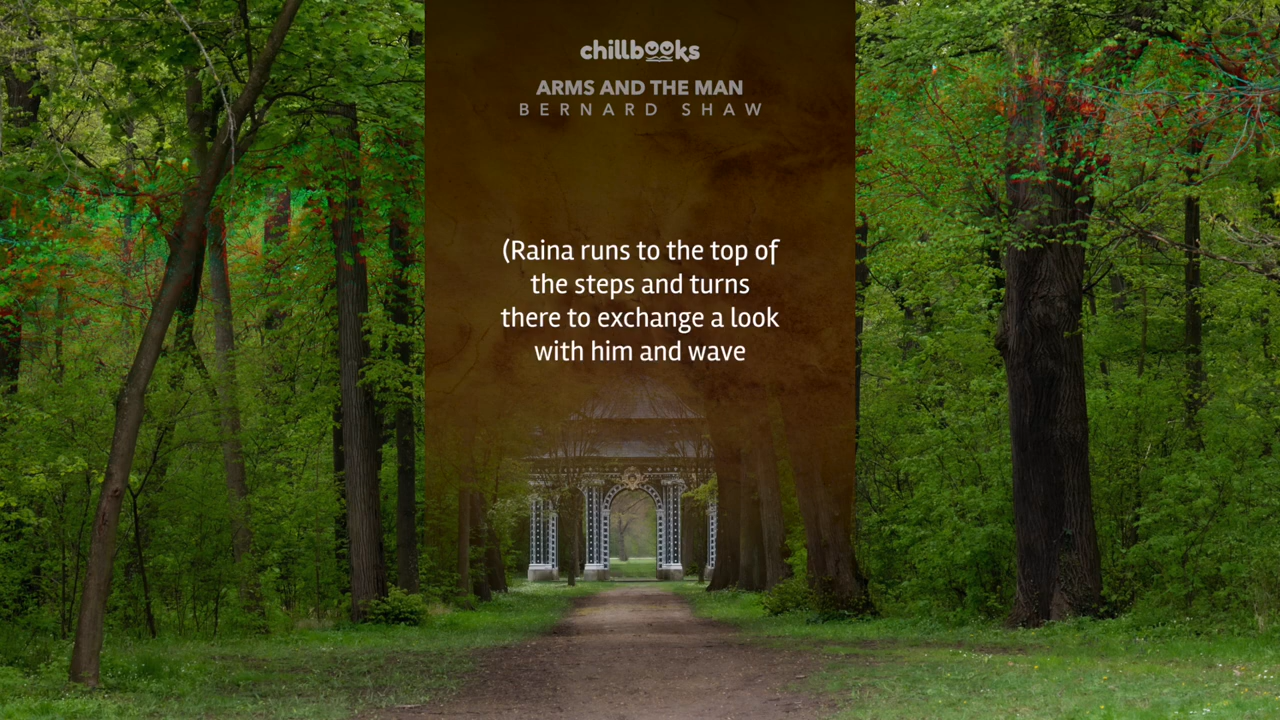 chillbooks
ARMS AND THE MAN
BERNARD SHAW
(Raina runs to the top of
the steps and turns
there to exchange a look
with him and wave